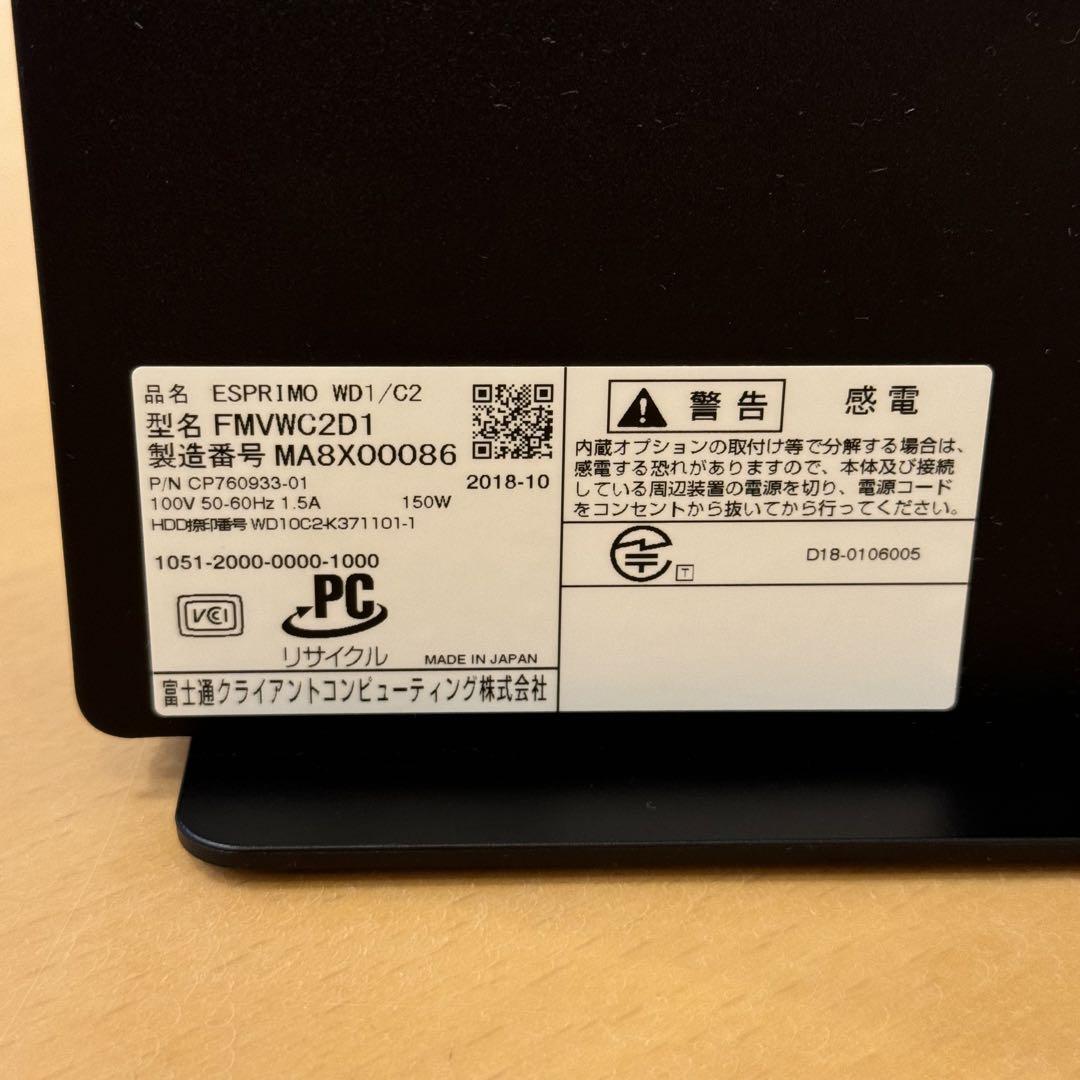 品名 ESPRIMO WD1/C2
型名 FMVWC2D1
製造番号 MA8X00086
P/N CP760933-01 2018-10
100V 50-60Hz 1.5A 150W
HDD捺印番号 WD10C2-K371101-1
1051-2000-0000-1000
VCI
PC
リサイクル MADE IN JAPAN
富士通クライアントコンピューティング株式会社
警告 感電
内蔵オプションの取付け等で分解する場合は、
感電する恐れがありますので、本体及び接続
している周辺装置の電源を切り、電源コード
をコンセントから抜いてから行ってください。
T D18-0106005